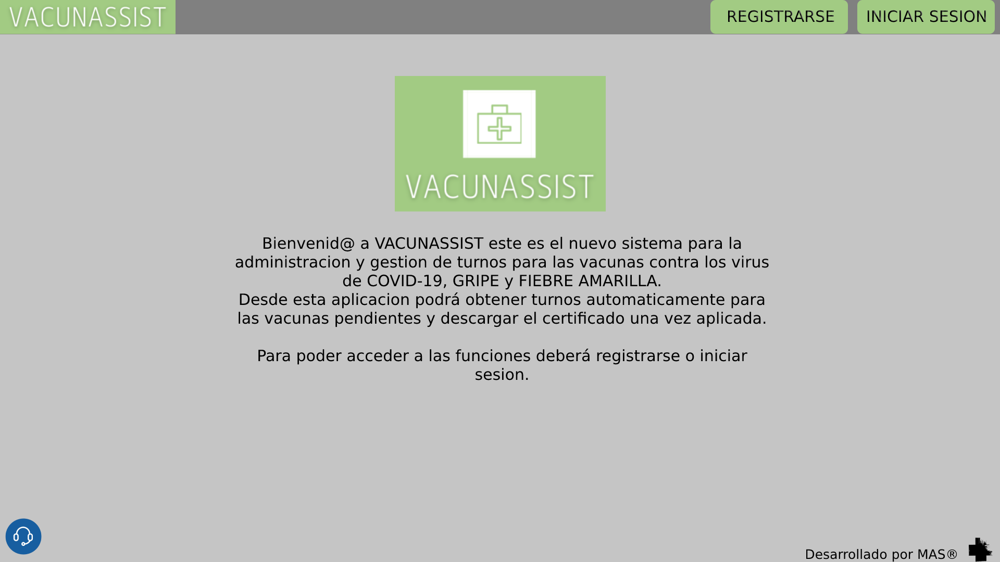 VACUNASSIST
REGISTRARSE
INICIAR SESION
VACUNASSIST
Bienvenid@ a VACUNASSIST este es el nuevo sistema para la
administracion y gestion de turnos para las vacunas contra los virus
de COVID-19, GRIPE y FIEBRE AMARILLA.
Desde esta aplicacion podrá obtener turnos automaticamente para
las vacunas pendientes y descargar el certificado una vez aplicada.
Para poder acceder a las funciones deberá registrarse o iniciar
sesion.
Desarrollado por MAS®